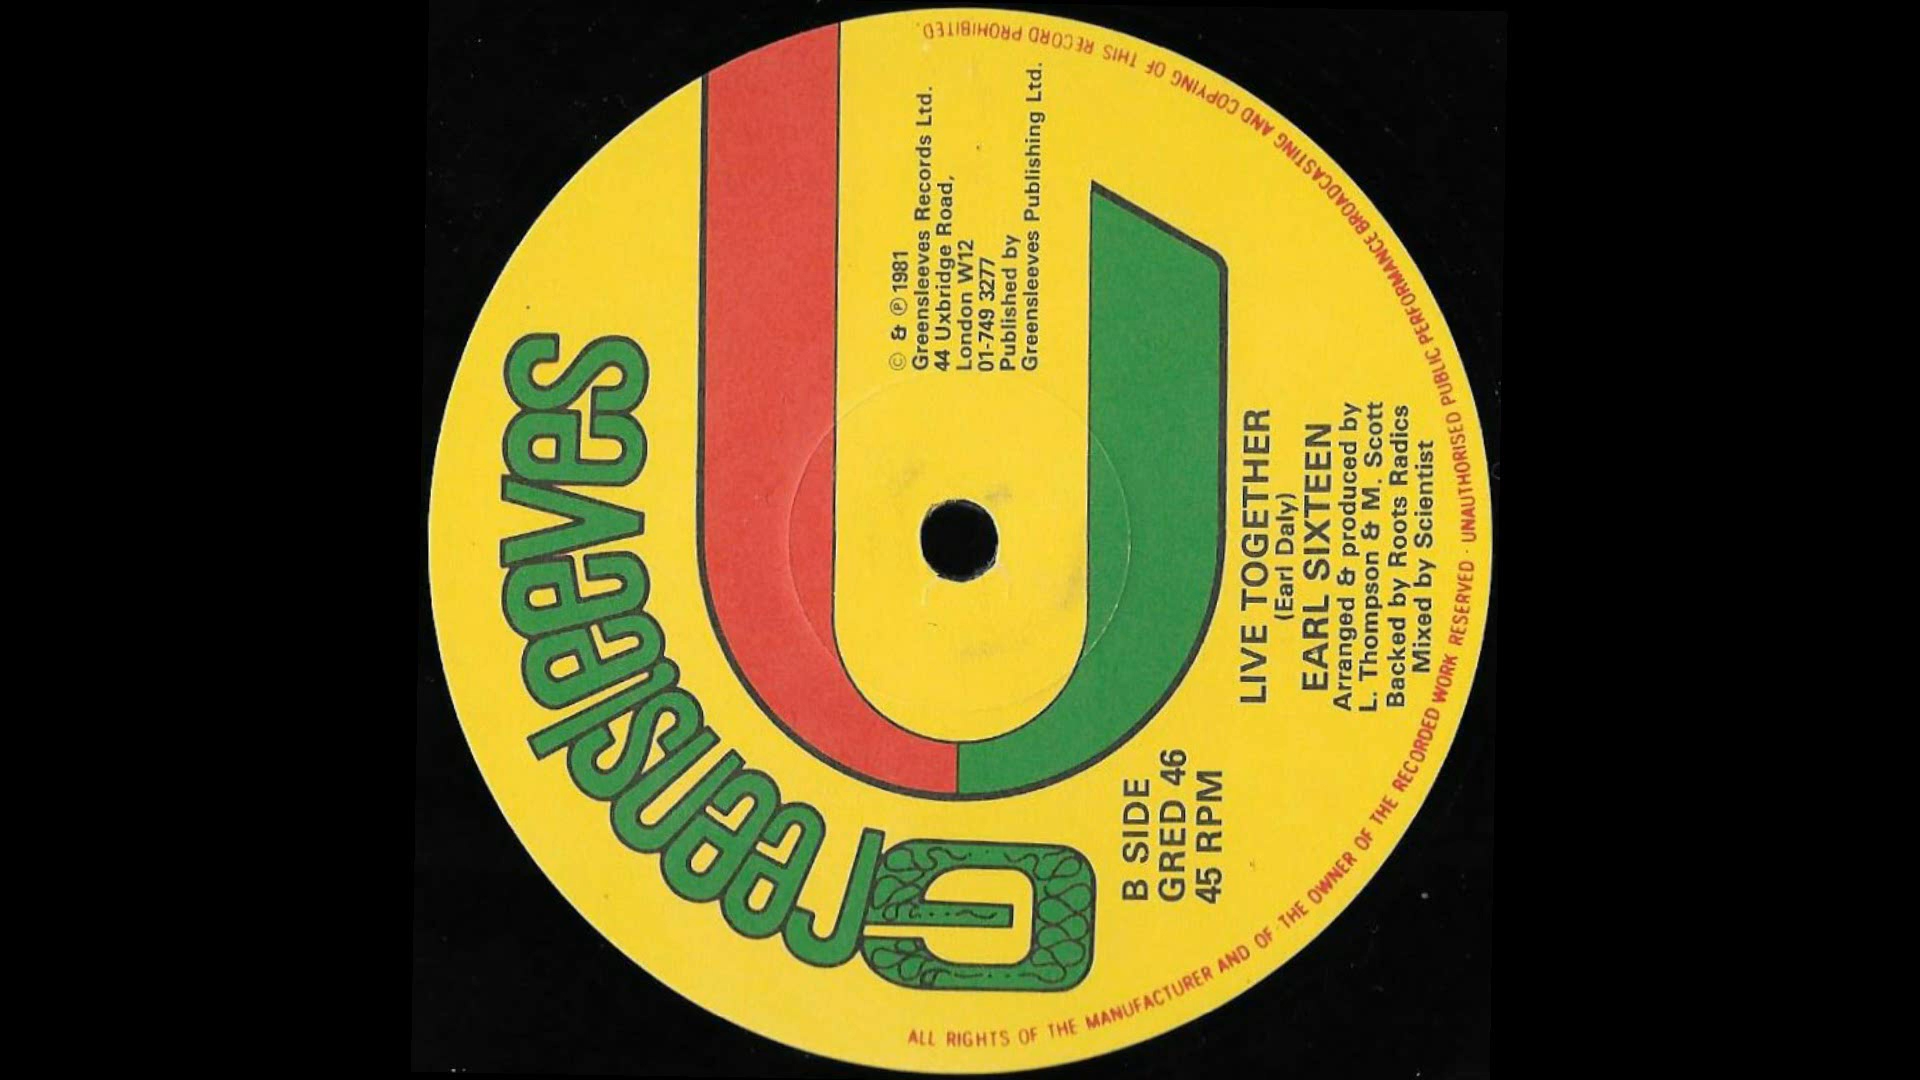 Greensleeves
© & ℗ 1981
Greensleeves Records Ltd.
44 Uxbridge Road,
London W12
01-749 3277
Published by
Greensleeves Publishing Ltd.
B SIDE
GRED 46
45 RPM
LIVE TOGETHER
(Earl Daly)
EARL SIXTEEN
Arranged & produced by
L. Thompson & M. Scott
Backed by Roots Radics
Mixed by Scientist
ALL RIGHTS OF THE MANUFACTURER AND OF THE OWNER OF THE RECORDED WORK RESERVED · UNAUTHORISED PUBLIC PERFORMANCE BROADCASTING AND COPYING OF THIS RECORD PROHIBITED.